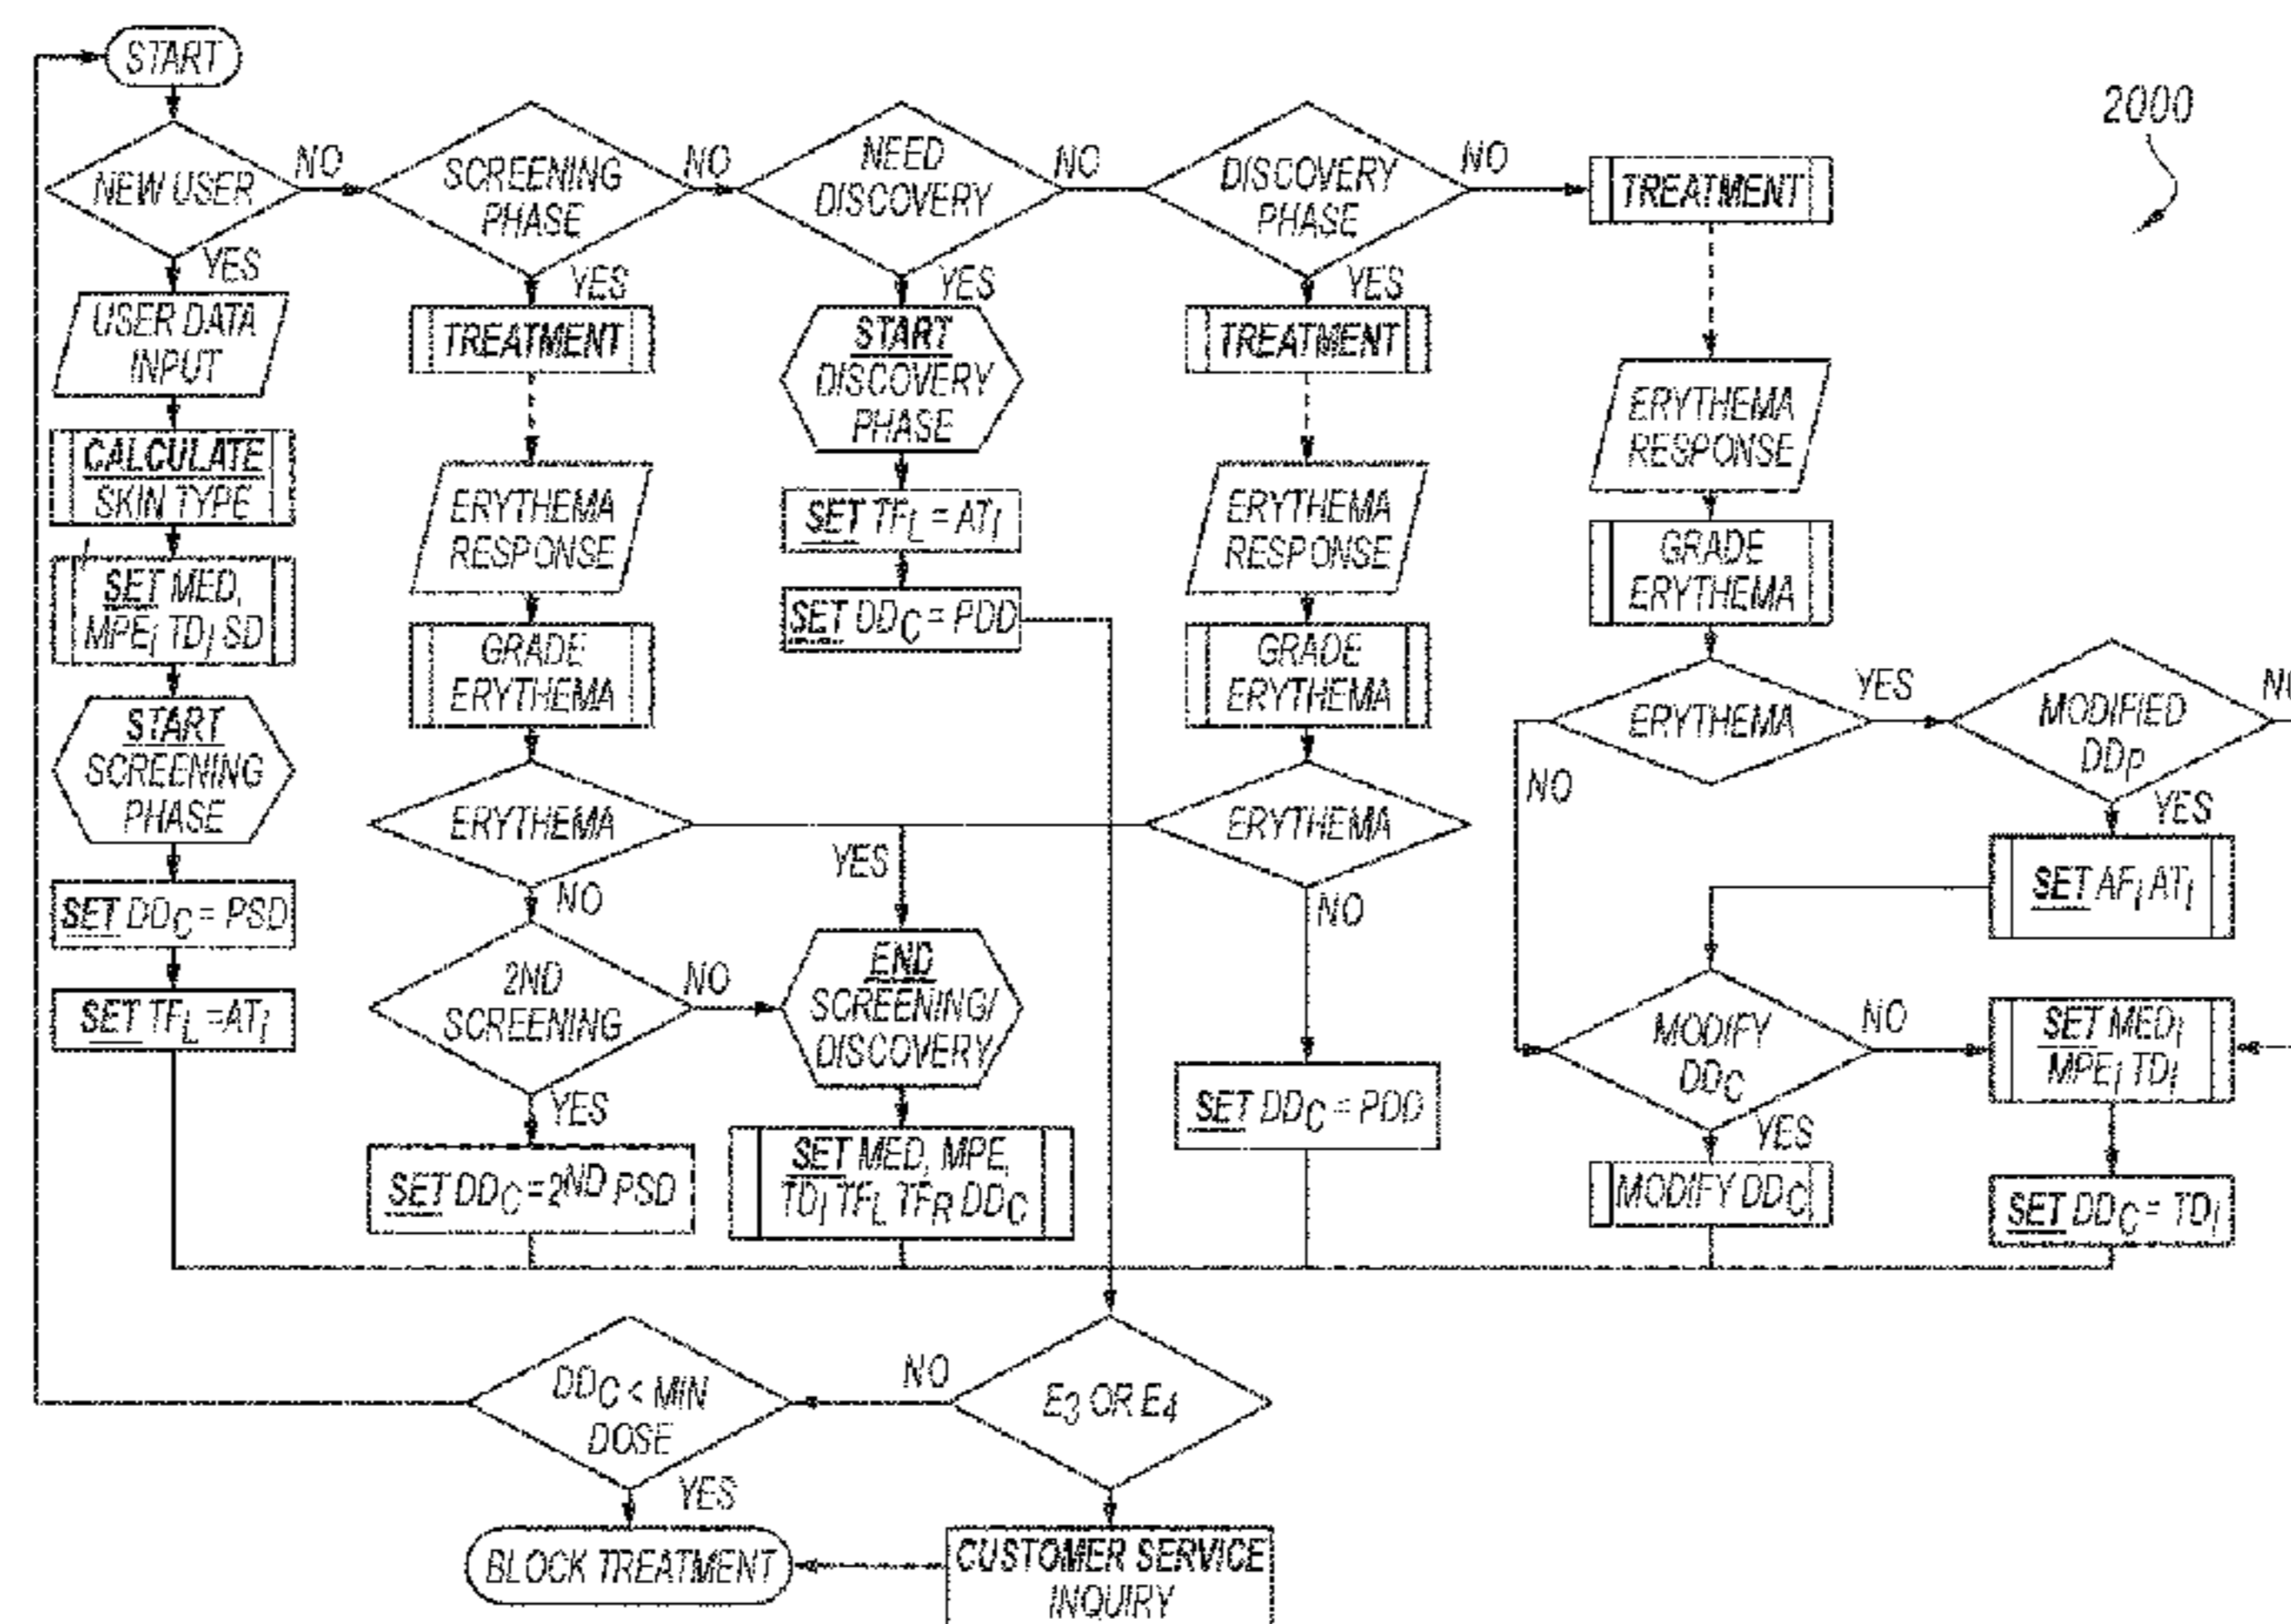 START
2000
NEW USER
NO
SCREENING
PHASE
NO
NEED
DISCOVERY
NO
DISCOVERY
PHASE
NO
TREATMENT
YES
USER DATA
INPUT
CALCULATE
SKIN TYPE
SET MED,
MPEI TDI SD
START
SCREENING
PHASE
SET DDC = PSD
SET TFL =ATI
YES
TREATMENT
ERYTHEMA
RESPONSE
GRADE
ERYTHEMA
ERYTHEMA
NO
2ND
SCREENING
NO
YES
SET DDC = 2ND PSD
YES
START
DISCOVERY
PHASE
SET TFL = ATI
SET DDC = PDD
YES
END
SCREENING/
DISCOVERY
SET MED, MPE,
TDI TFL TFR DDC
YES
TREATMENT
ERYTHEMA
RESPONSE
GRADE
ERYTHEMA
ERYTHEMA
NO
SET DDC = PDD
ERYTHEMA
RESPONSE
GRADE
ERYTHEMA
ERYTHEMA
YES
NO
MODIFIED
DDP
NO
YES
SET AFI ATI
MODIFY
DDC
NO
SET MEDI
MPEI TDI
YES
MODIFY DDC
SET DDC = TDI
DDC < MIN
DOSE
NO
E3 OR E4
YES
BLOCK TREATMENT
CUSTOMER SERVICE
INQUIRY